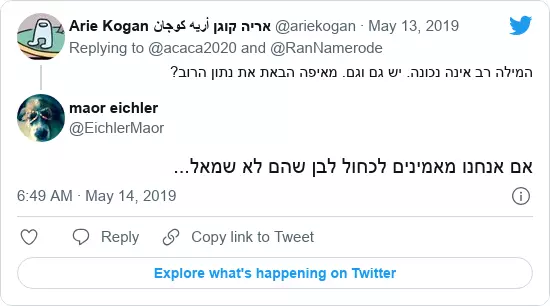 Arie Kogan אריה קוגן أريه كوجان @ariekogan · May 13, 2019
Replying to @acaca2020 and @RanNamerode
המילה רב אינה נכונה. יש גם וגם. מאיפה הבאת את נתון הרוב?
maor eichler
@EichlerMaor
אם אנחנו מאמינים לכחול לבן שהם לא שמאל...
6:49 AM · May 14, 2019
Reply
Copy link to Tweet
Explore what's happening on Twitter